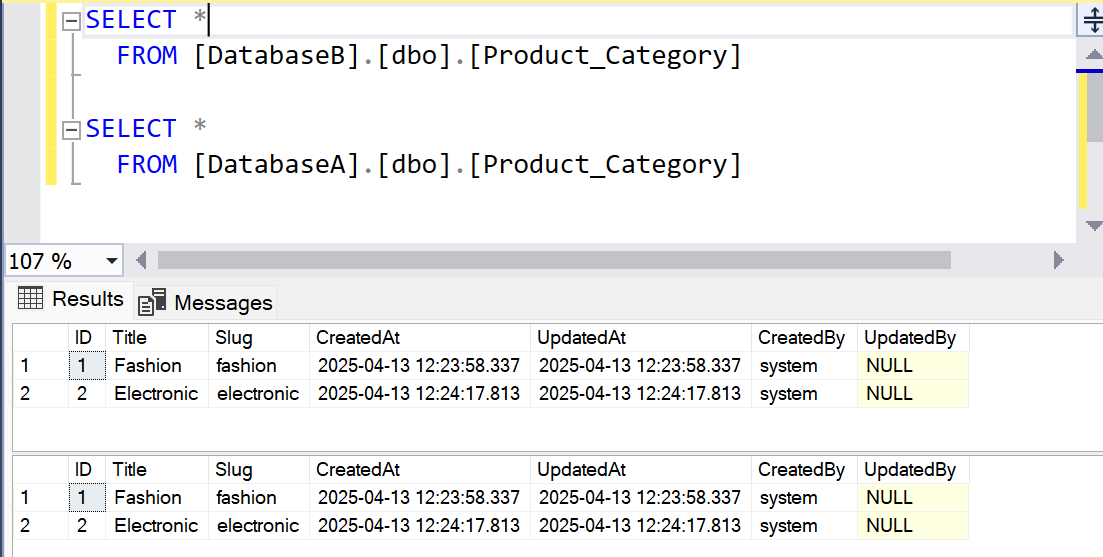 SELECT *
FROM [DatabaseB].[dbo].[Product_Category]
SELECT *
FROM [DatabaseA].[dbo].[Product_Category]
107 %
Results Messages
ID Title Slug CreatedAt UpdatedAt CreatedBy UpdatedBy
1 1 Fashion fashion 2025-04-13 12:23:58.337 2025-04-13 12:23:58.337 system NULL
2 2 Electronic electronic 2025-04-13 12:24:17.813 2025-04-13 12:24:17.813 system NULL
ID Title Slug CreatedAt UpdatedAt CreatedBy UpdatedBy
1 1 Fashion fashion 2025-04-13 12:23:58.337 2025-04-13 12:23:58.337 system NULL
2 2 Electronic electronic 2025-04-13 12:24:17.813 2025-04-13 12:24:17.813 system NULL